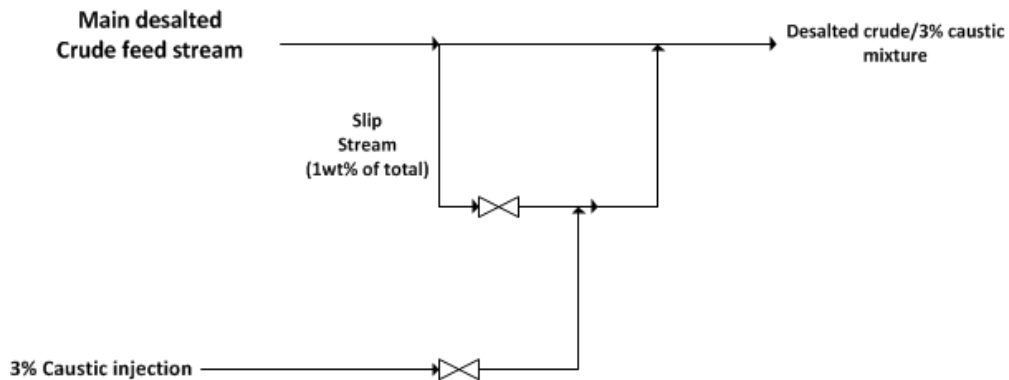 Main desalted
Crude feed stream
Desalted crude/3% caustic
mixture
Slip
Stream
(1wt% of total)
3% Caustic injection